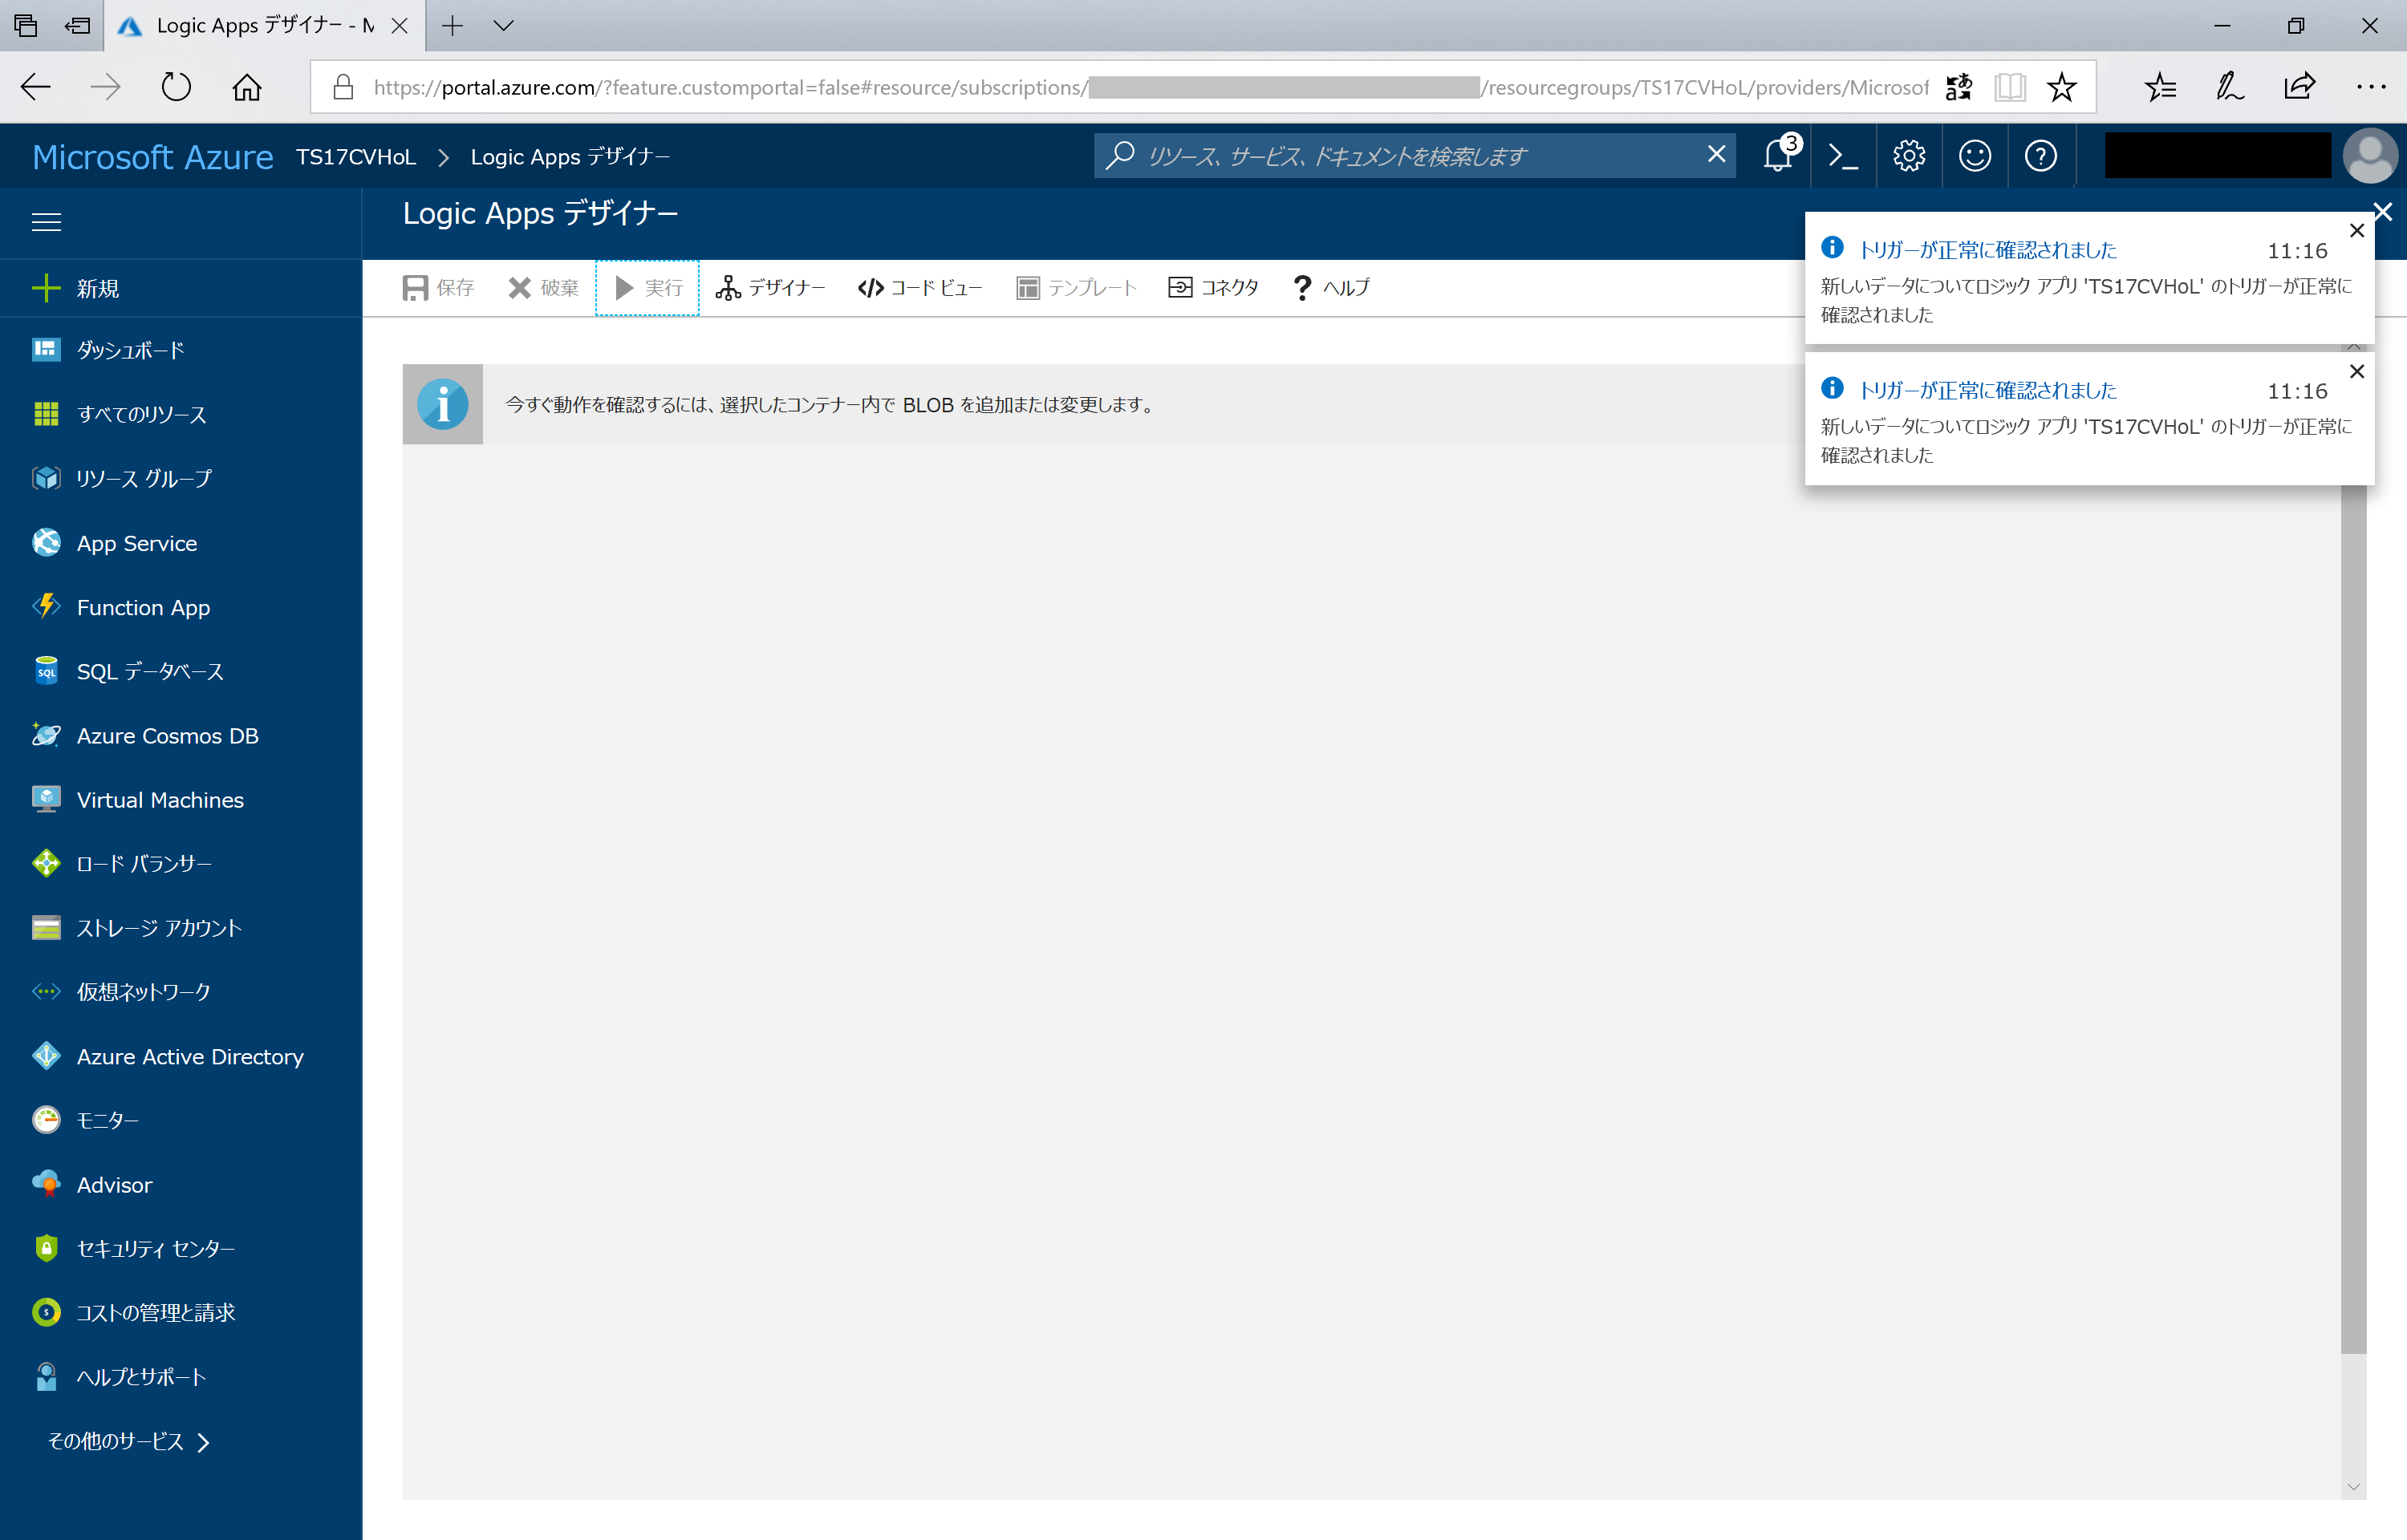 Logic Apps デザイナー - M
https://portal.azure.com/?feature.customportal=false#resource/subscriptions/
/resourcegroups/TS17CVHoL/providers/Microsof
Microsoft Azure TS17CVHoL > Logic Apps デザイナー
リソース、サービス、ドキュメントを検索します
3
>_
Logic Apps デザイナー
新規
保存 破棄 実行 デザイナー コード ビュー テンプレート コネクタ ヘルプ
トリガーが正常に確認されました 11:16
新しいデータについてロジック アプリ 'TS17CVHoL' のトリガーが正常に
確認されました
トリガーが正常に確認されました 11:16
新しいデータについてロジック アプリ 'TS17CVHoL' のトリガーが正常に
確認されました
今すぐ動作を確認するには、選択したコンテナー内で BLOB を追加または変更します。
ダッシュボード
すべてのリソース
リソース グループ
App Service
Function App
SQL データベース
Azure Cosmos DB
Virtual Machines
ロード バランサー
ストレージ アカウント
仮想ネットワーク
Azure Active Directory
モニター
Advisor
セキュリティ センター
コストの管理と請求
ヘルプとサポート
その他のサービス >